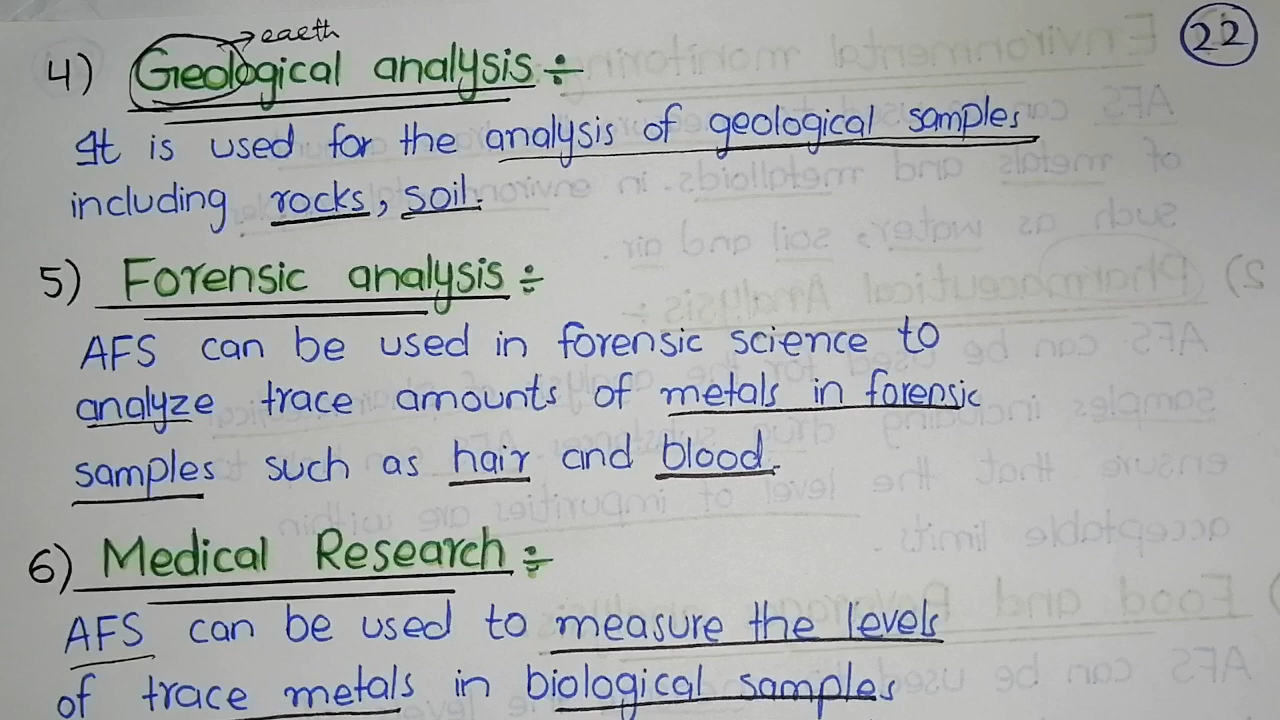 22
earth
4) Geological analysis ÷
It is used for the analysis of geological samples
including rocks, soil.
5) Forensic analysis ÷
AFS can be used in forensic science to
analyze trace amounts of metals in forensic
samples such as hair and blood.
6) Medical Research ÷
AFS can be used to measure the levels
of trace metals in biological samples